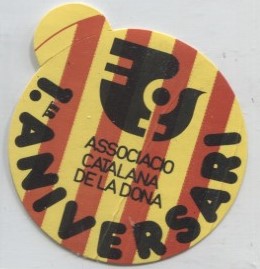 ASSOCIACIO
CATALANA
DE LA DONA
1.ER ANIVERSARI